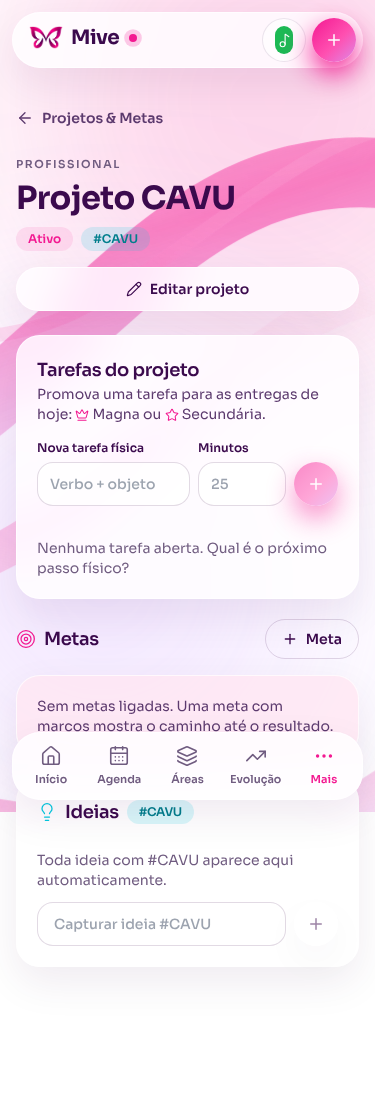 Mive
Projetos & Metas
PROFISSIONAL
Projeto CAVU
Ativo
#CAVU
Editar projeto
Tarefas do projeto
Promova uma tarefa para as entregas de
hoje: Magna ou Secundária.
Nova tarefa física
Minutos
Verbo + objeto
25
Nenhuma tarefa aberta. Qual é o próximo
passo físico?
Metas
Meta
Sem metas ligadas. Uma meta com
marcos mostra o caminho até o resultado.
Início
Agenda
Áreas
Evolução
Mais
Ideias
#CAVU
Toda ideia com #CAVU aparece aqui
automaticamente.
Capturar ideia #CAVU